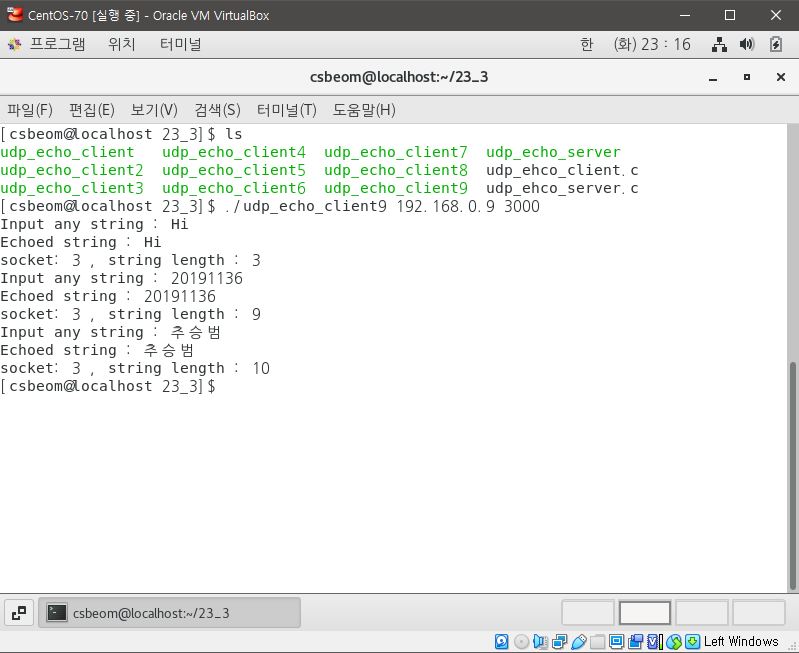 CentOS-70 [실행 중] - Oracle VM VirtualBox
프로그램 위치 터미널 한 (화) 23 : 16
csbeom@localhost:~/23_3
파일(F) 편집(E) 보기(V) 검색(S) 터미널(T) 도움말(H)
[csbeom@localhost 23_3]$ ls
udp_echo_client udp_echo_client4 udp_echo_client7 udp_echo_server
udp_echo_client2 udp_echo_client5 udp_echo_client8 udp_ehco_client.c
udp_echo_client3 udp_echo_client6 udp_echo_client9 udp_ehco_server.c
[csbeom@localhost 23_3]$ ./udp_echo_client9 192.168.0.9 3000
Input any string : Hi
Echoed string : Hi
socket: 3 , string length : 3
Input any string : 20191136
Echoed string : 20191136
socket: 3 , string length : 9
Input any string : 추승범
Echoed string : 추승범
socket: 3 , string length : 10
[csbeom@localhost 23_3]$
csbeom@localhost:~/23_3
Left Windows